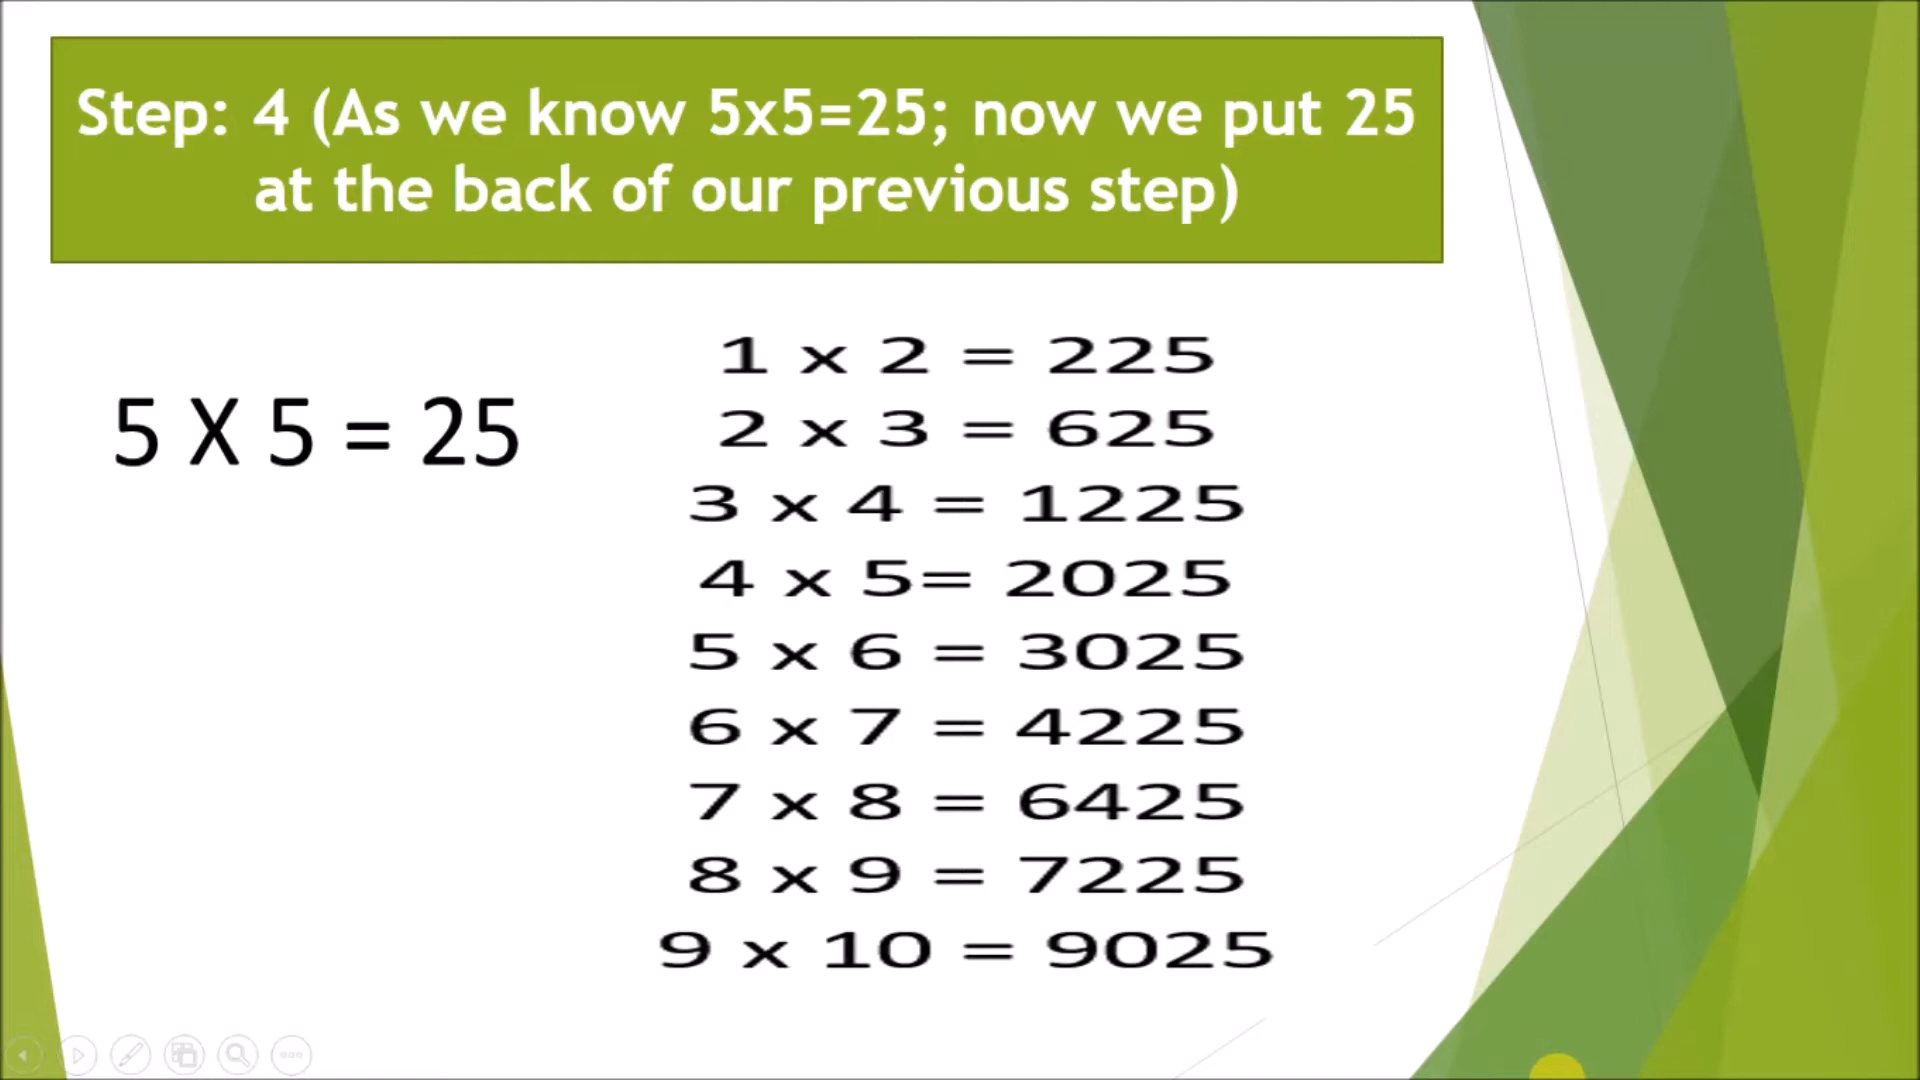 Step: 4 (As we know 5x5=25; now we put 25
at the back of our previous step)
5 X 5 = 25
1 x 2 = 225
2 x 3 = 625
3 x 4 = 1225
4 x 5= 2025
5 x 6 = 3025
6 x 7 = 4225
7 x 8 = 6425
8 x 9 = 7225
9 x 10 = 9025